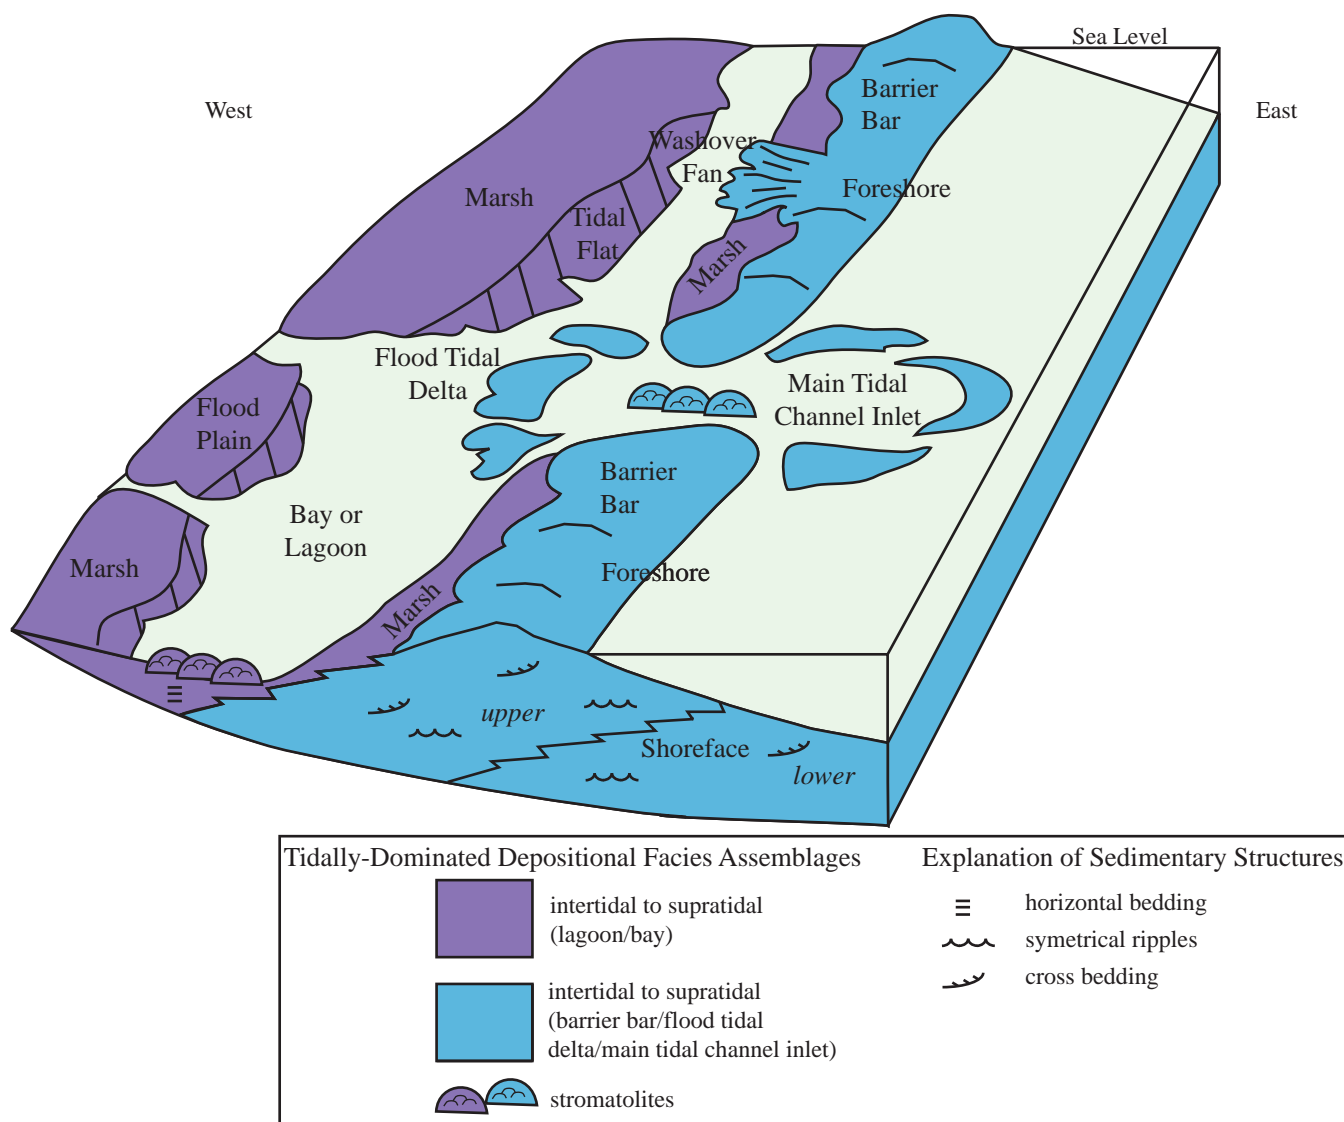 Sea Level
West
East
Barrier
Bar
Washover
Fan
Foreshore
Marsh
Tidal
Flat
Marsh
Flood Tidal
Delta
Main Tidal
Channel Inlet
Flood
Plain
Barrier
Bar
Bay or
Lagoon
Marsh
Foreshore
Marsh
upper
Shoreface
lower
Tidally-Dominated Depositional Facies Assemblages
intertidal to supratidal
(lagoon/bay)
intertidal to supratidal
(barrier bar/flood tidal
delta/main tidal channel inlet)
stromatolites
Explanation of Sedimentary Structures
horizontal bedding
symetrical ripples
cross bedding